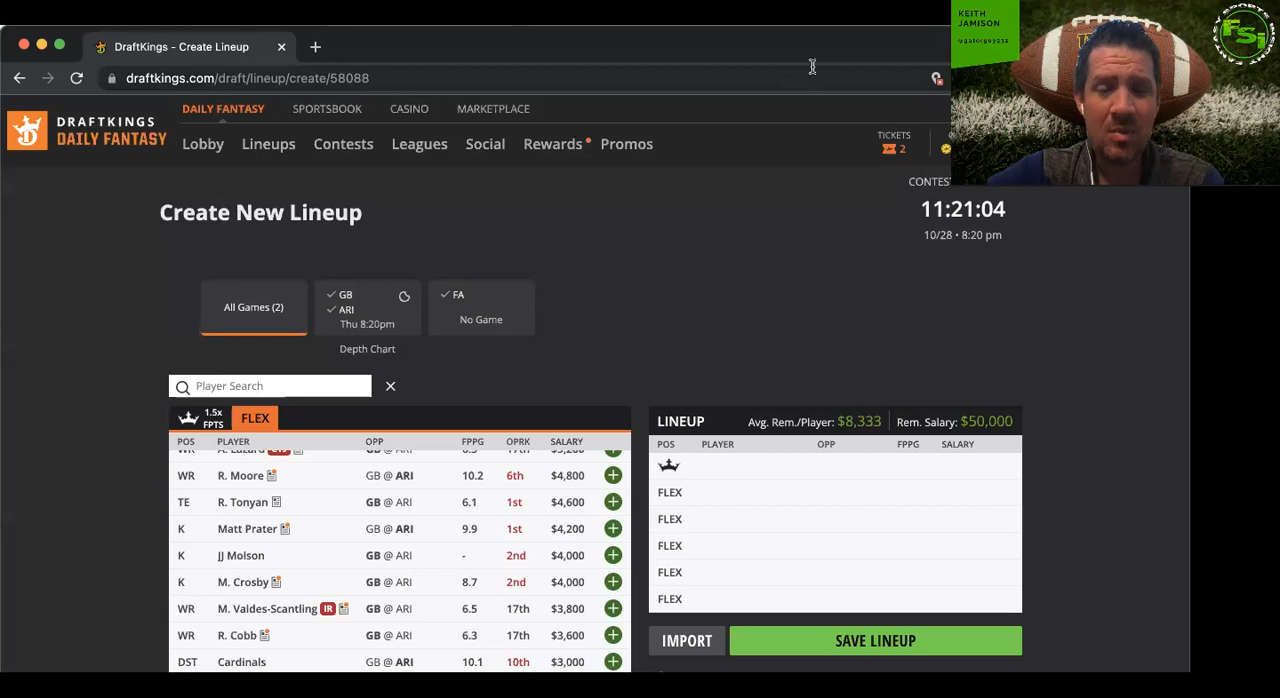 DraftKings - Create Lineup
draftkings.com/draft/lineup/create/58088
KEITH
JAMISON
FSI
DRAFTKINGS
DAILY FANTASY
DAILY FANTASY SPORTSBOOK CASINO MARKETPLACE
Lobby Lineups Contests Leagues Social Rewards Promos
TICKETS
2
CONTES
11:21:04
10/28 • 8:20 pm
Create New Lineup
All Games (2)
GB
ARI
Thu 8:20pm
Depth Chart
FA
No Game
Player Search
1.5x
FPTS
FLEX
POS PLAYER OPP FPPG OPRK SALARY
WR R. Moore GB @ ARI 10.2 6th $4,800
TE R. Tonyan GB @ ARI 6.1 1st $4,600
K Matt Prater GB @ ARI 9.9 1st $4,200
K JJ Molson GB @ ARI - 2nd $4,000
K M. Crosby GB @ ARI 8.7 2nd $4,000
WR M. Valdes-Scantling IR GB @ ARI 6.5 17th $3,800
WR R. Cobb GB @ ARI 6.3 17th $3,600
DST Cardinals GB @ ARI 10.1 10th $3,000
LINEUP Avg. Rem./Player: $8,333 Rem. Salary: $50,000
POS PLAYER OPP FPPG SALARY
FLEX
FLEX
FLEX
FLEX
FLEX
IMPORT SAVE LINEUP